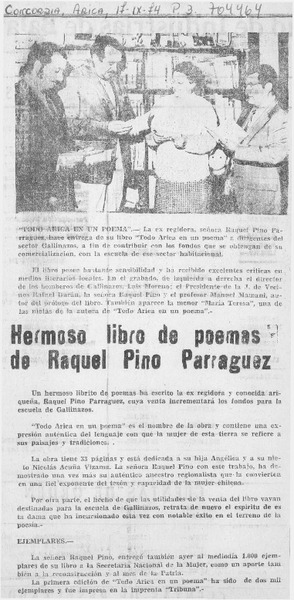 Concordia, Arica, 17-IX-74 P. 3. 704464
"TODO ARICA EN UN POEMA".— La ex regidora, señora Raquel Pino Parraguez, hace entrega de su libro "Todo Arica en un poema" a dirigentes del
sector Gallinazos, a fin de contribuir con los fondos que se obtengan de su
comercialización, con la escuela de ese sector habitacional.
El libro posee bastante sensibilidad y ha recibido excelentes críticas en
medios literarios locales. En el grabado, de izquierda a derecha el director
de los bomberos de Gallinazos, Luis Moreno; el Presidente de la J. de Vecinos Rafael Durán, la señora Raquel Pino y el profesor Manuel Mamani, autor del prólogo del libro. También aparece la menor "María Teresa", una
de las nietas de la autora de "Todo Arica en un poema".
Hermoso libro de poemas
de Raquel Pino Parraguez
Un hermoso librito de poemas ha escrito la ex regidora y conocida ariqueña, Raquel Pino Parraguez, cuya venta incrementará los fondos para la
escuela de Gallinazos.
"Todo Arica en un poema" es el nombre de la obra y contiene una expresión auténtica del lenguaje con que la mujer de esta tierra se refiere a
sus paisajes y tradiciones.
La obra tiene 33 páginas y está dedicada a su hija Angélica y a su
nieto Nicolás Acuña Vizama. La señora Raquel Pino con este trabajo, ha demostrado una vez más su auténtico ancestro regionalista que la convierten
en una fiel exponente del tesón y capacidad de la mujer chilena.
Por otra parte, el hecho de que las utilidades de la venta del libro vayan
destinadas para la escuela de Gallinazos, retrata de nuevo el espíritu de esta dama que ha incursionado esta vez con notable éxito en el terreno de la
poesía.
EJEMPLARES.—
La señora Raquel Pino, entregó también ayer al mediodía 1.000 ejemplares de su libro a la Secretaría Nacional de la Mujer, como un aporte también a la reconstrucción y al mes de la Patria.
La primera edición de "Todo Arica en un poema" ha sido de dos mil
ejemplares y fue impresa en la imprenta "Tribuna".